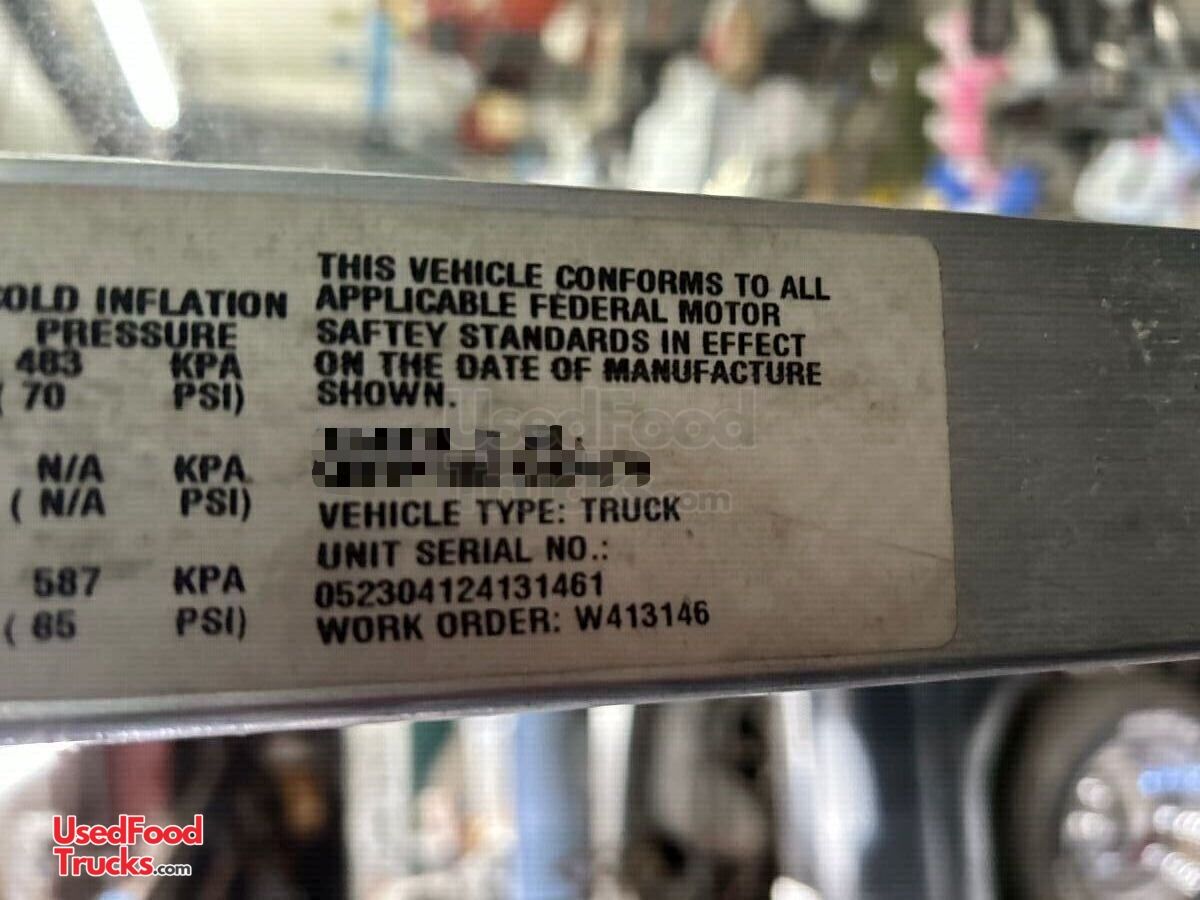 COLD INFLATION
PRESSURE
483 KPA
( 70 PSI)
N/A KPA
( N/A PSI)
587 KPA
( 85 PSI)
THIS VEHICLE CONFORMS TO ALL
APPLICABLE FEDERAL MOTOR
SAFTEY STANDARDS IN EFFECT
ON THE DATE OF MANUFACTURE
SHOWN.
VEHICLE TYPE: TRUCK
UNIT SERIAL NO.:
052304124131461
WORK ORDER: W413146
UsedFood
UsedFood
Trucks.com